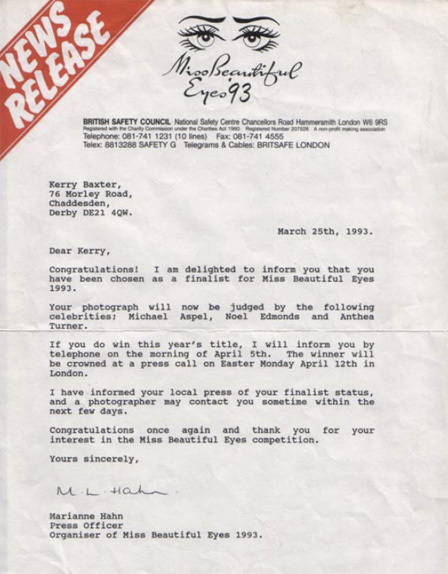 NEWS
RELEASE
Miss Beautiful
Eyes '93
BRITISH SAFETY COUNCIL National Safety Centre Chancellors Road Hammersmith London W6 9RS
Registered with the Charity Commission under the Charities Act 1960. Registered Number 207826 A non-profit making association
Telephone: 081-741 1231 (10 lines) Fax: 081-741 4555
Telex: 8813288 SAFETY G Telegrams & Cables: BRITSAFE LONDON
Kerry Baxter,
76 Morley Road,
Chaddesden,
Derby DE21 4QW.
March 25th, 1993.
Dear Kerry,
Congratulations! I am delighted to inform you that you
have been chosen as a finalist for Miss Beautiful Eyes
1993.
Your photograph will now be judged by the following
celebrities; Michael Aspel, Noel Edmonds and Anthea
Turner.
If you do win this year's title, I will inform you by
telephone on the morning of April 5th. The winner will
be crowned at a press call on Easter Monday April 12th in
London.
I have informed your local press of your finalist status,
and a photographer may contact you sometime within the
next few days.
Congratulations once again and thank you for your
interest in the Miss Beautiful Eyes competition.
Yours sincerely,
M L Hahn
Marianne Hahn
Press Officer
Organiser of Miss Beautiful Eyes 1993.